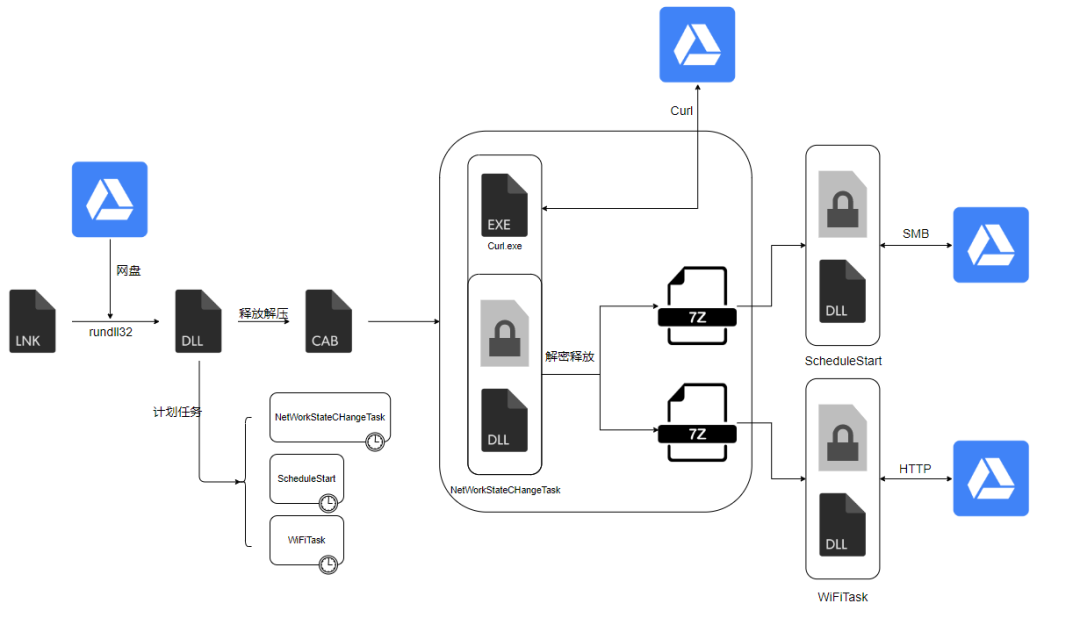 Curl
EXE
Curl.exe
网盘
LNK
rundll32
DLL
释放解压
CAB
计划任务
NetWorkStateCHangeTask
ScheduleStart
WiFiTask
DLL
NetWorkStateCHangeTask
解密释放
7Z
7Z
DLL
ScheduleStart
SMB
DLL
WiFiTask
HTTP